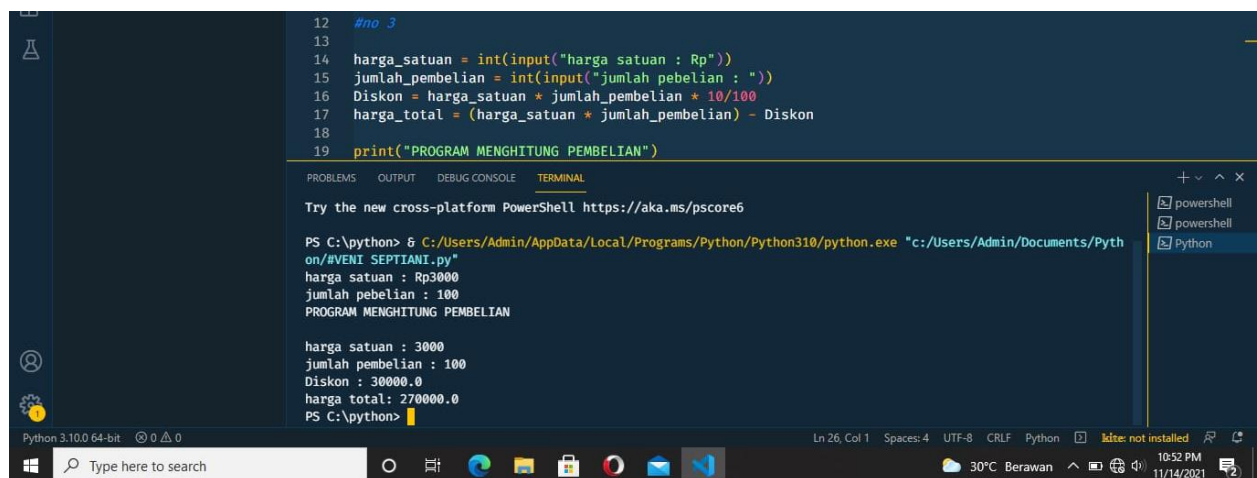 12 #no 3
13
14 harga_satuan = int(input("harga satuan : Rp"))
15 jumlah_pembelian = int(input("jumlah pebelian : "))
16 Diskon = harga_satuan * jumlah_pembelian * 10/100
17 harga_total = (harga_satuan * jumlah_pembelian) - Diskon
18
19 print("PROGRAM MENGHITUNG PEMBELIAN")
PROBLEMS OUTPUT DEBUG CONSOLE TERMINAL
Try the new cross-platform PowerShell https://aka.ms/pscore6
powershell
powershell
Python
PS C:\python> & C:/Users/Admin/AppData/Local/Programs/Python/Python310/python.exe "c:/Users/Admin/Documents/Pyth
on/#VENI SEPTIANI.py"
harga satuan : Rp3000
jumlah pebelian : 100
PROGRAM MENGHITUNG PEMBELIAN
harga satuan : 3000
jumlah pembelian : 100
Diskon : 30000.0
harga total: 270000.0
PS C:\python>
1
Python 3.10.0 64-bit 0 0 Ln 26, Col 1 Spaces: 4 UTF-8 CRLF Python kite: not installed
Type here to search 30°C Berawan 10:52 PM
11/14/2021 2